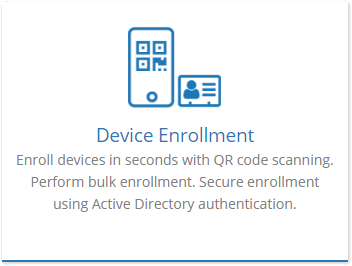 Device Enrollment
Enroll devices in seconds with QR code scanning.
Perform bulk enrollment. Secure enrollment
using Active Directory authentication.